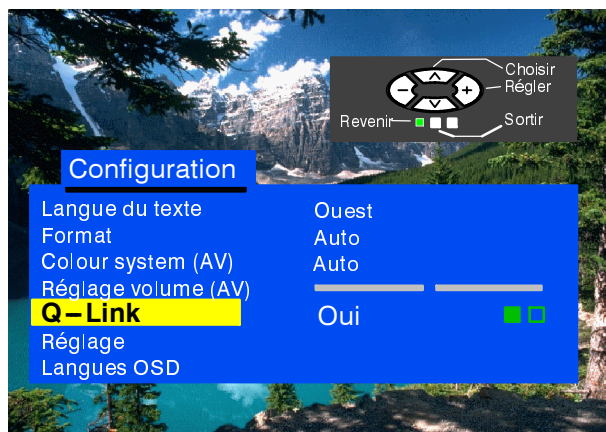 Choisir
Régler
Revenir
Sortir
Configuration
Langue du texte Ouest
Format Auto
Colour system (AV) Auto
Réglage volume (AV)
Q–Link Oui
Réglage
Langues OSD